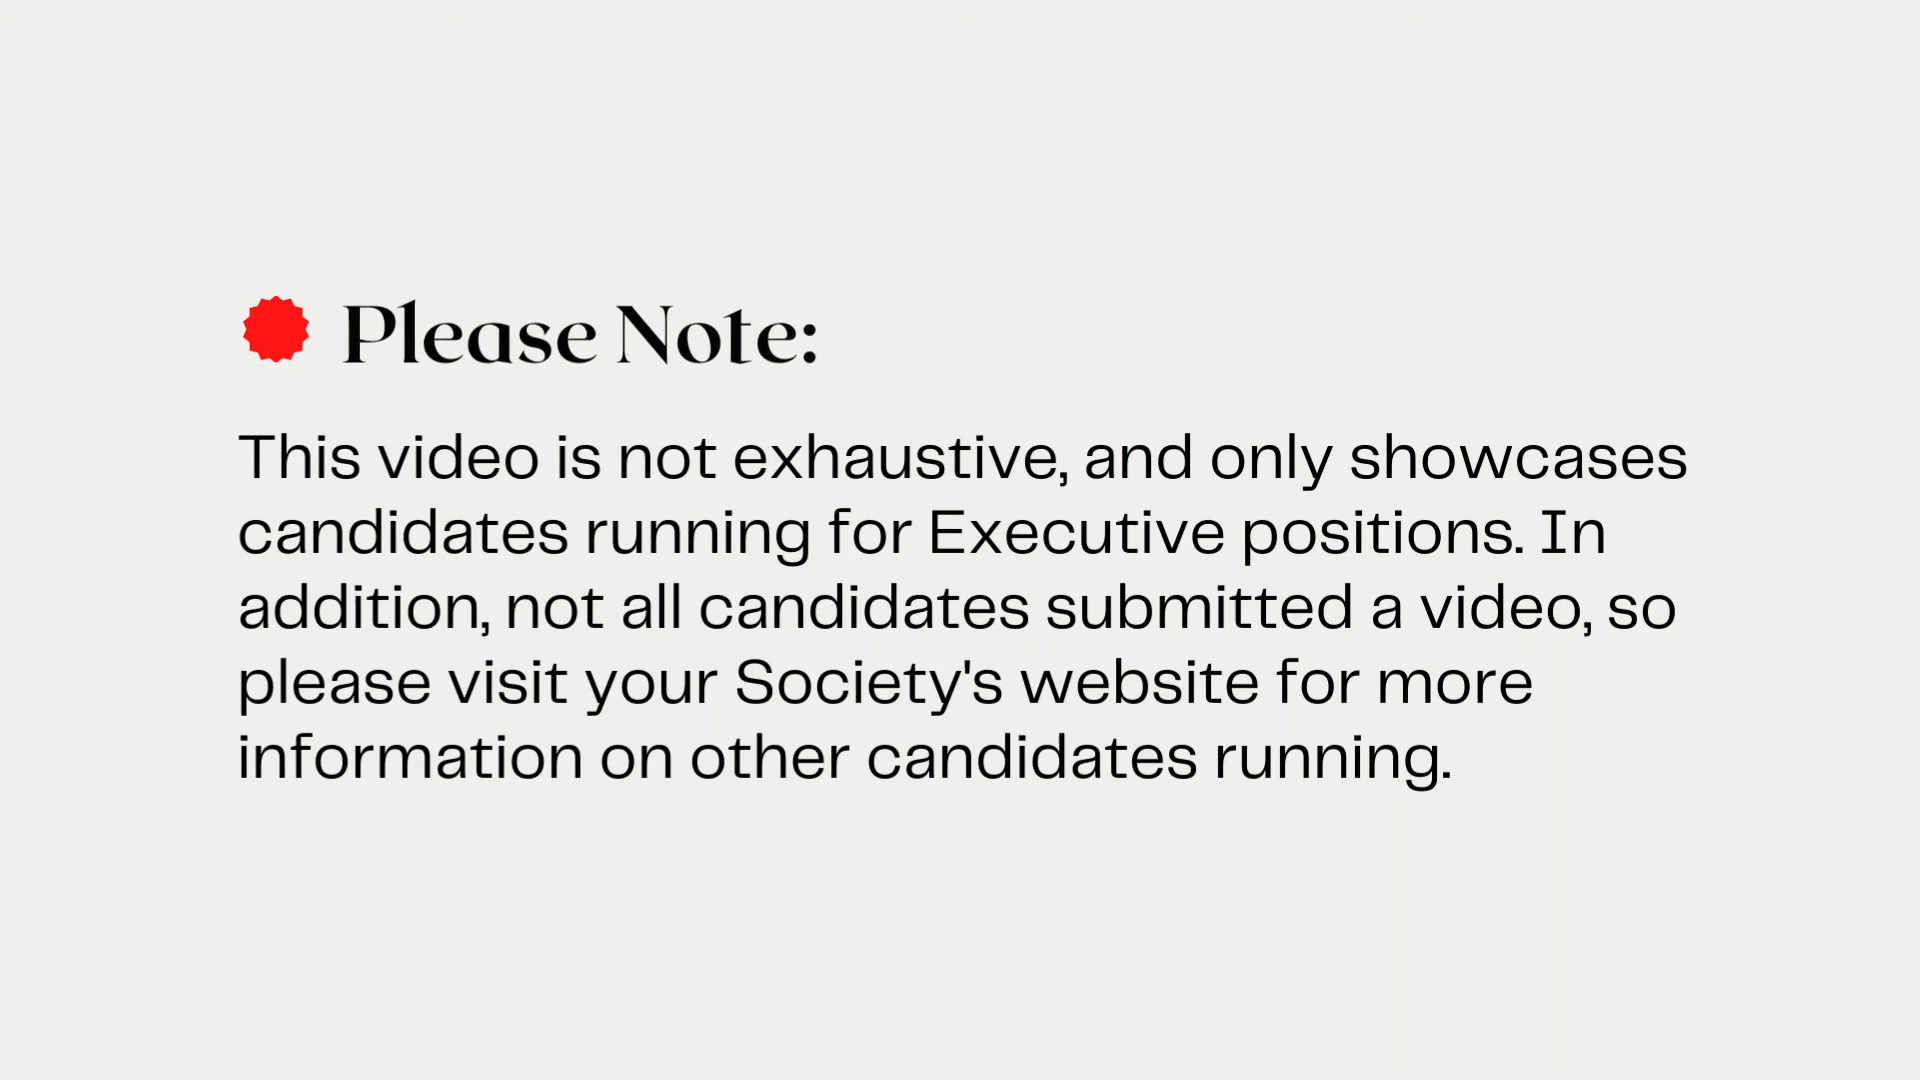 Please Note:
This video is not exhaustive, and only showcases
candidates running for Executive positions. In
addition, not all candidates submitted a video, so
please visit your Society's website for more
information on other candidates running.